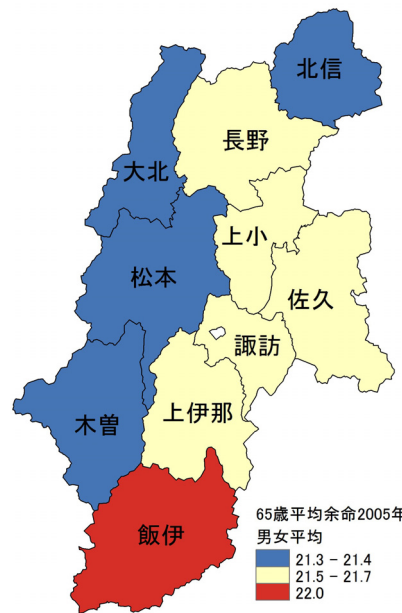 北信
長野
大北
上小
松本
佐久
諏訪
木曽
上伊那
飯伊
65歳平均余命2005年
男女平均
21.3 - 21.4
21.5 - 21.7
22.0